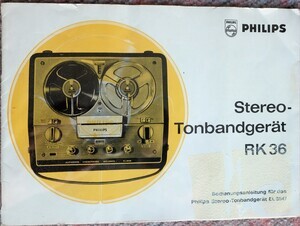 PHILIPS
Stereo-
Tonbandgerät
RK 36
PHILIPS
Bedienungsanleitung für das
Philips Stereo-Tonbandgerät